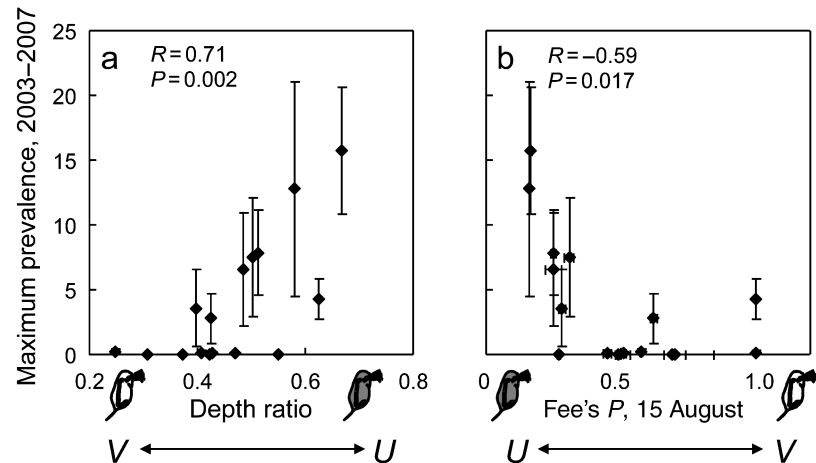 Maximum prevalence, 2003–2007
25
20
15
10
5
0
a
R=0.71
P=0.002
b
R=–0.59
P=0.017
0.2
0.4
0.6
0.8
0
0.5
1.0
Depth ratio
Fee's P, 15 August
V
U
U
V